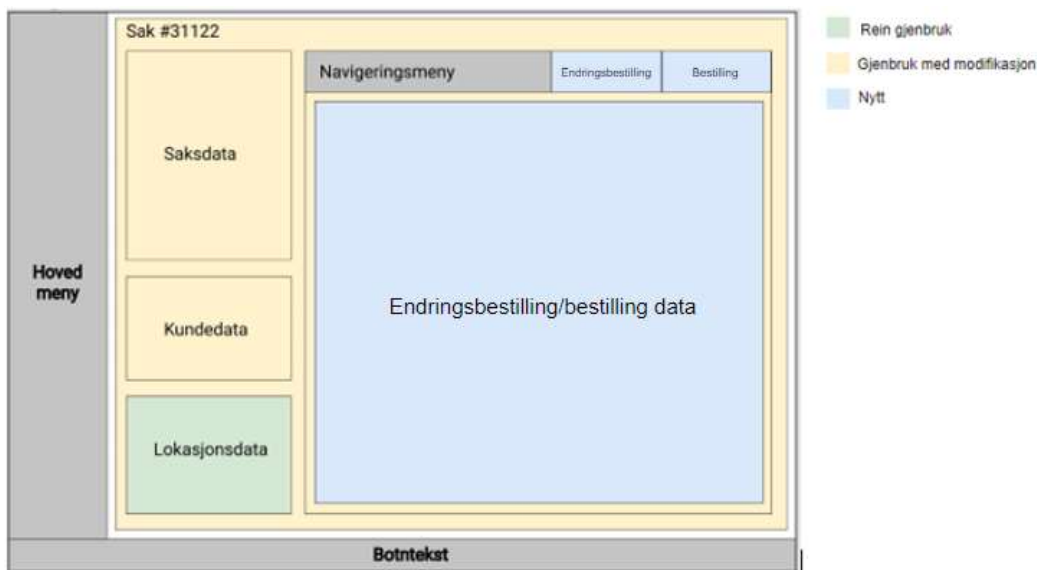 Sak #31122
Rein gjenbruk
Gjenbruk med modifikasjon
Nytt
Navigeringsmeny
Endringsbestilling
Bestilling
Saksdata
Hoved
meny
Endringsbestilling/bestilling data
Kundedata
Lokasjonsdata
Botntekst